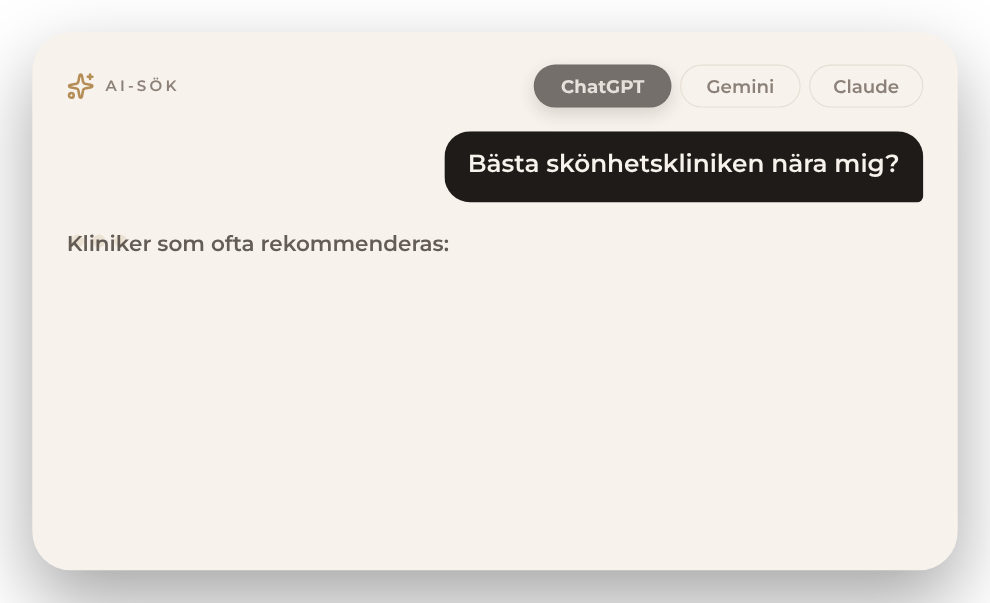 AI-SÖK
ChatGPT
Gemini
Claude
Bästa skönhetskliniken nära mig?
Kliniker som ofta rekommenderas: